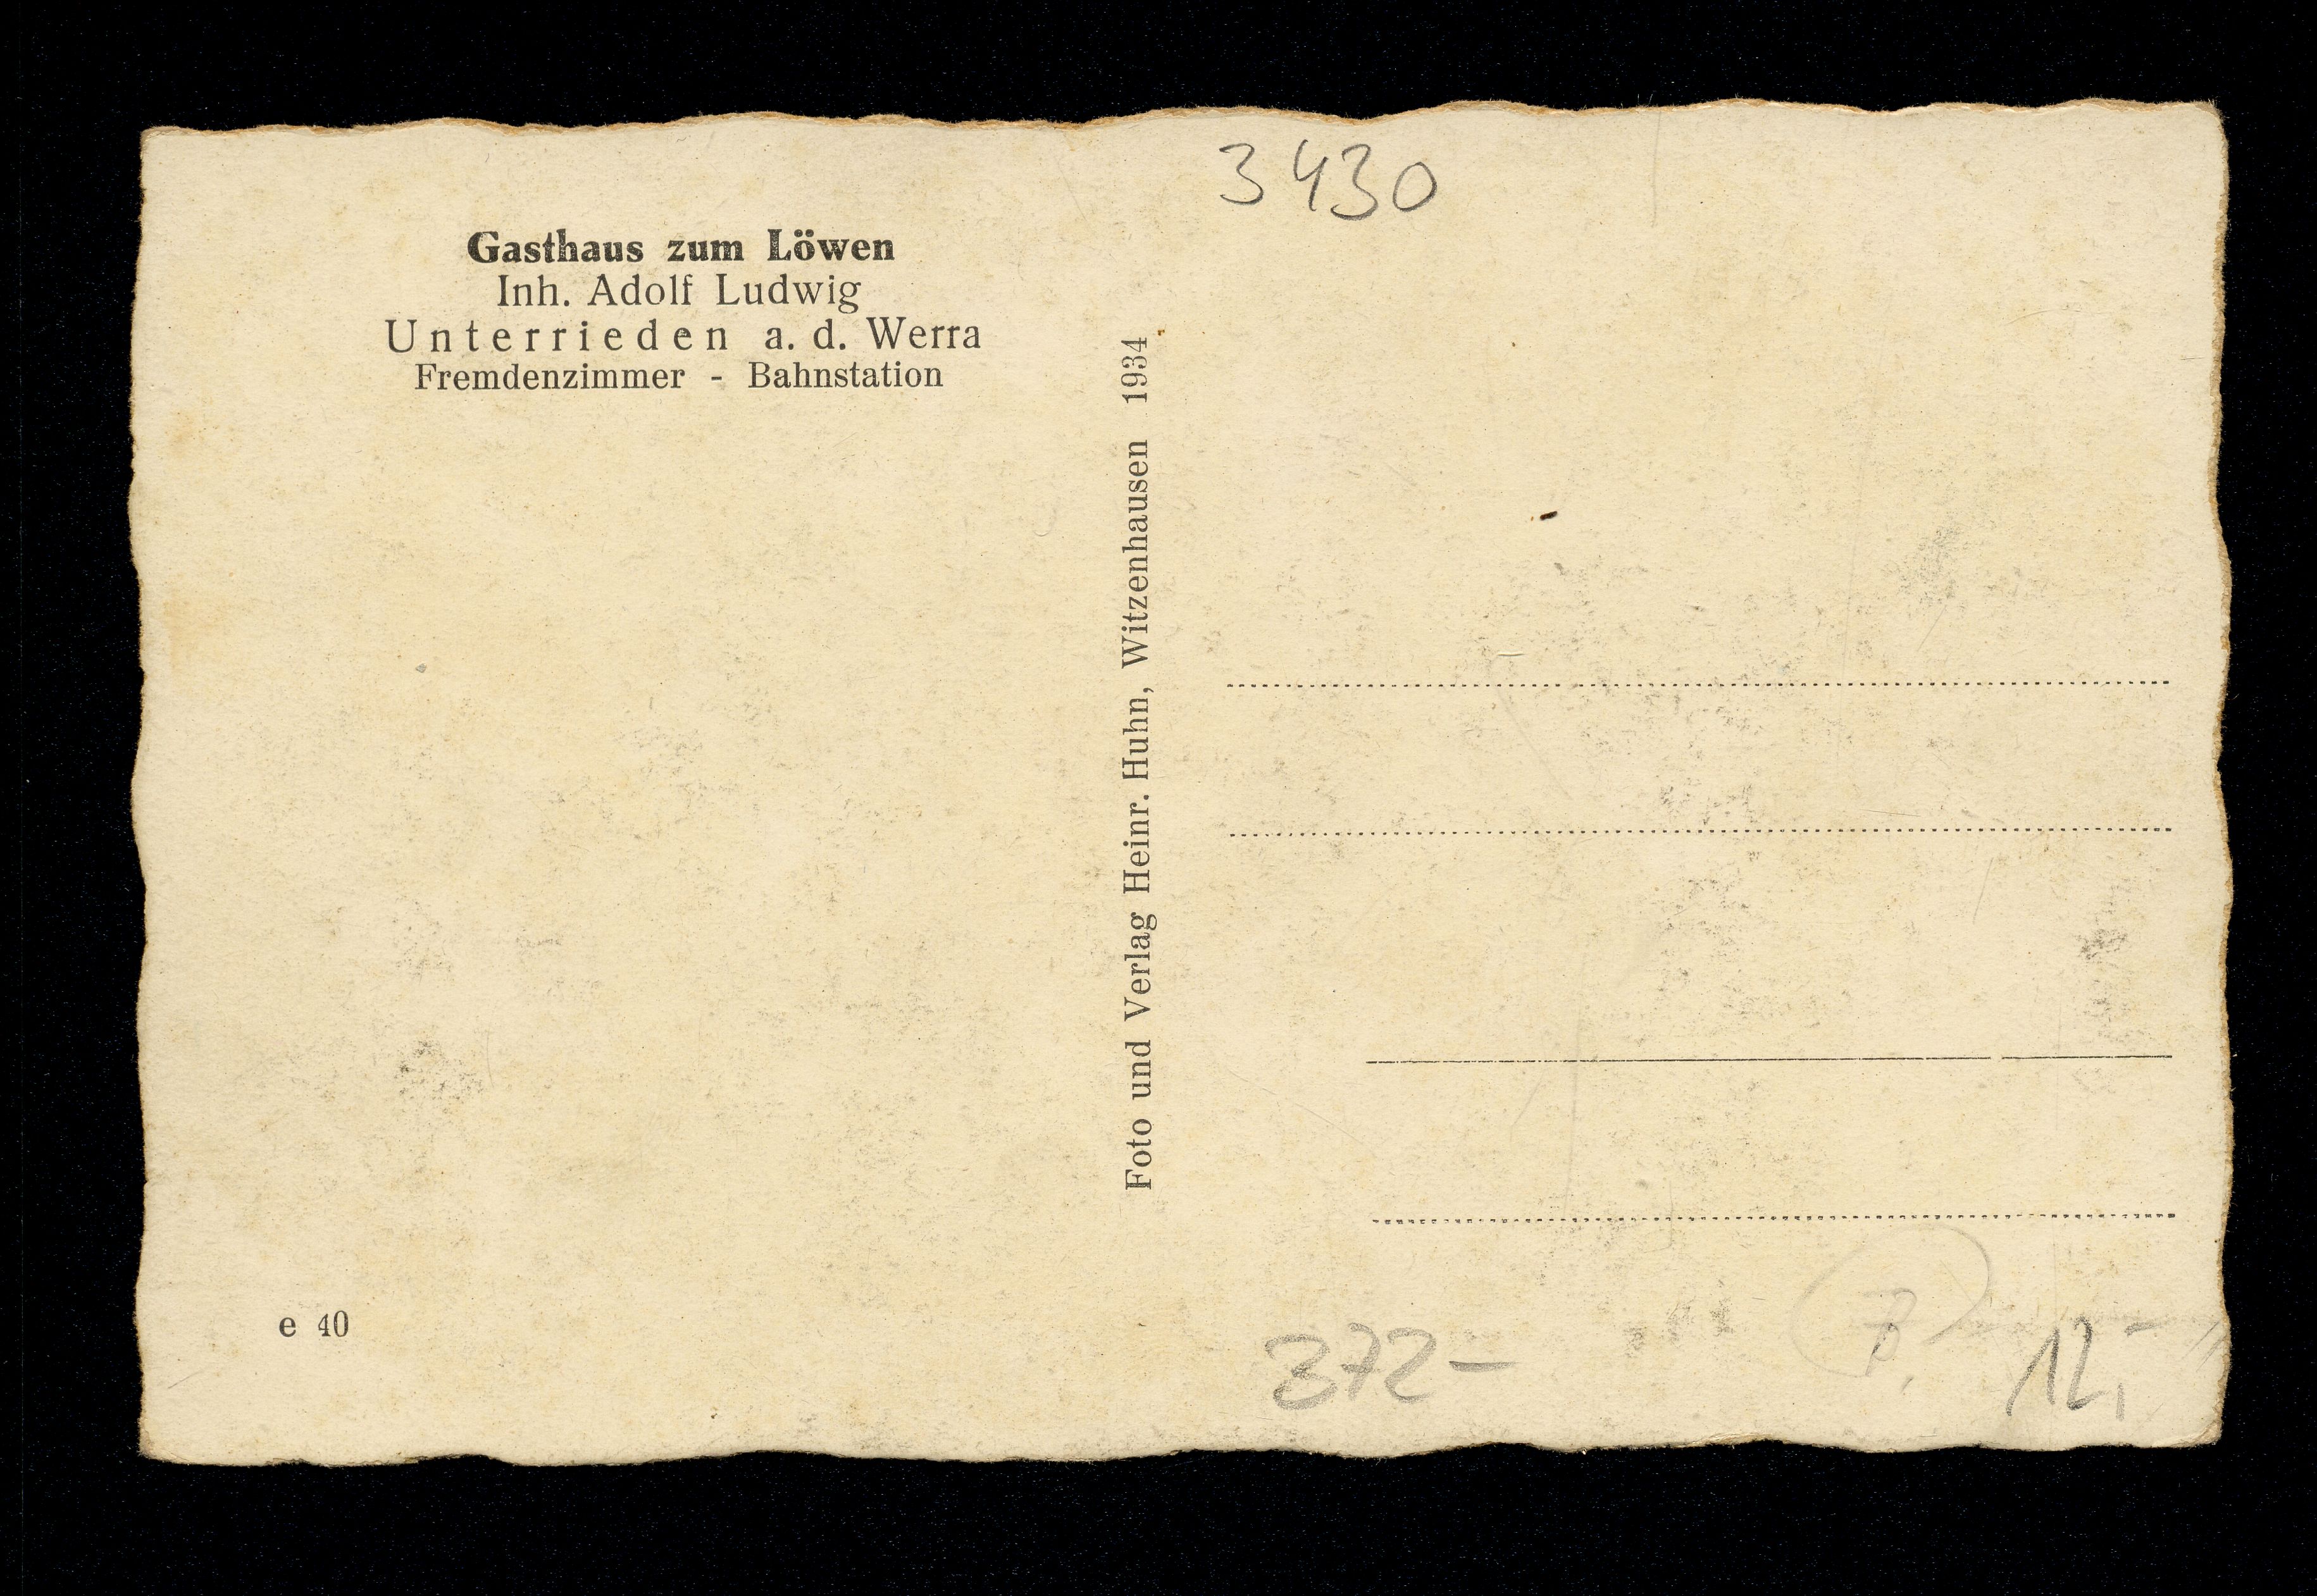 Gasthaus zum Löwen
Inh. Adolf Ludwig
Unterrieden a. d. Werra
Fremdenzimmer - Bahnstation
e 40
Foto und Verlag Heinr. Huhn, Witzenhausen 1934
3430
372-
12,-